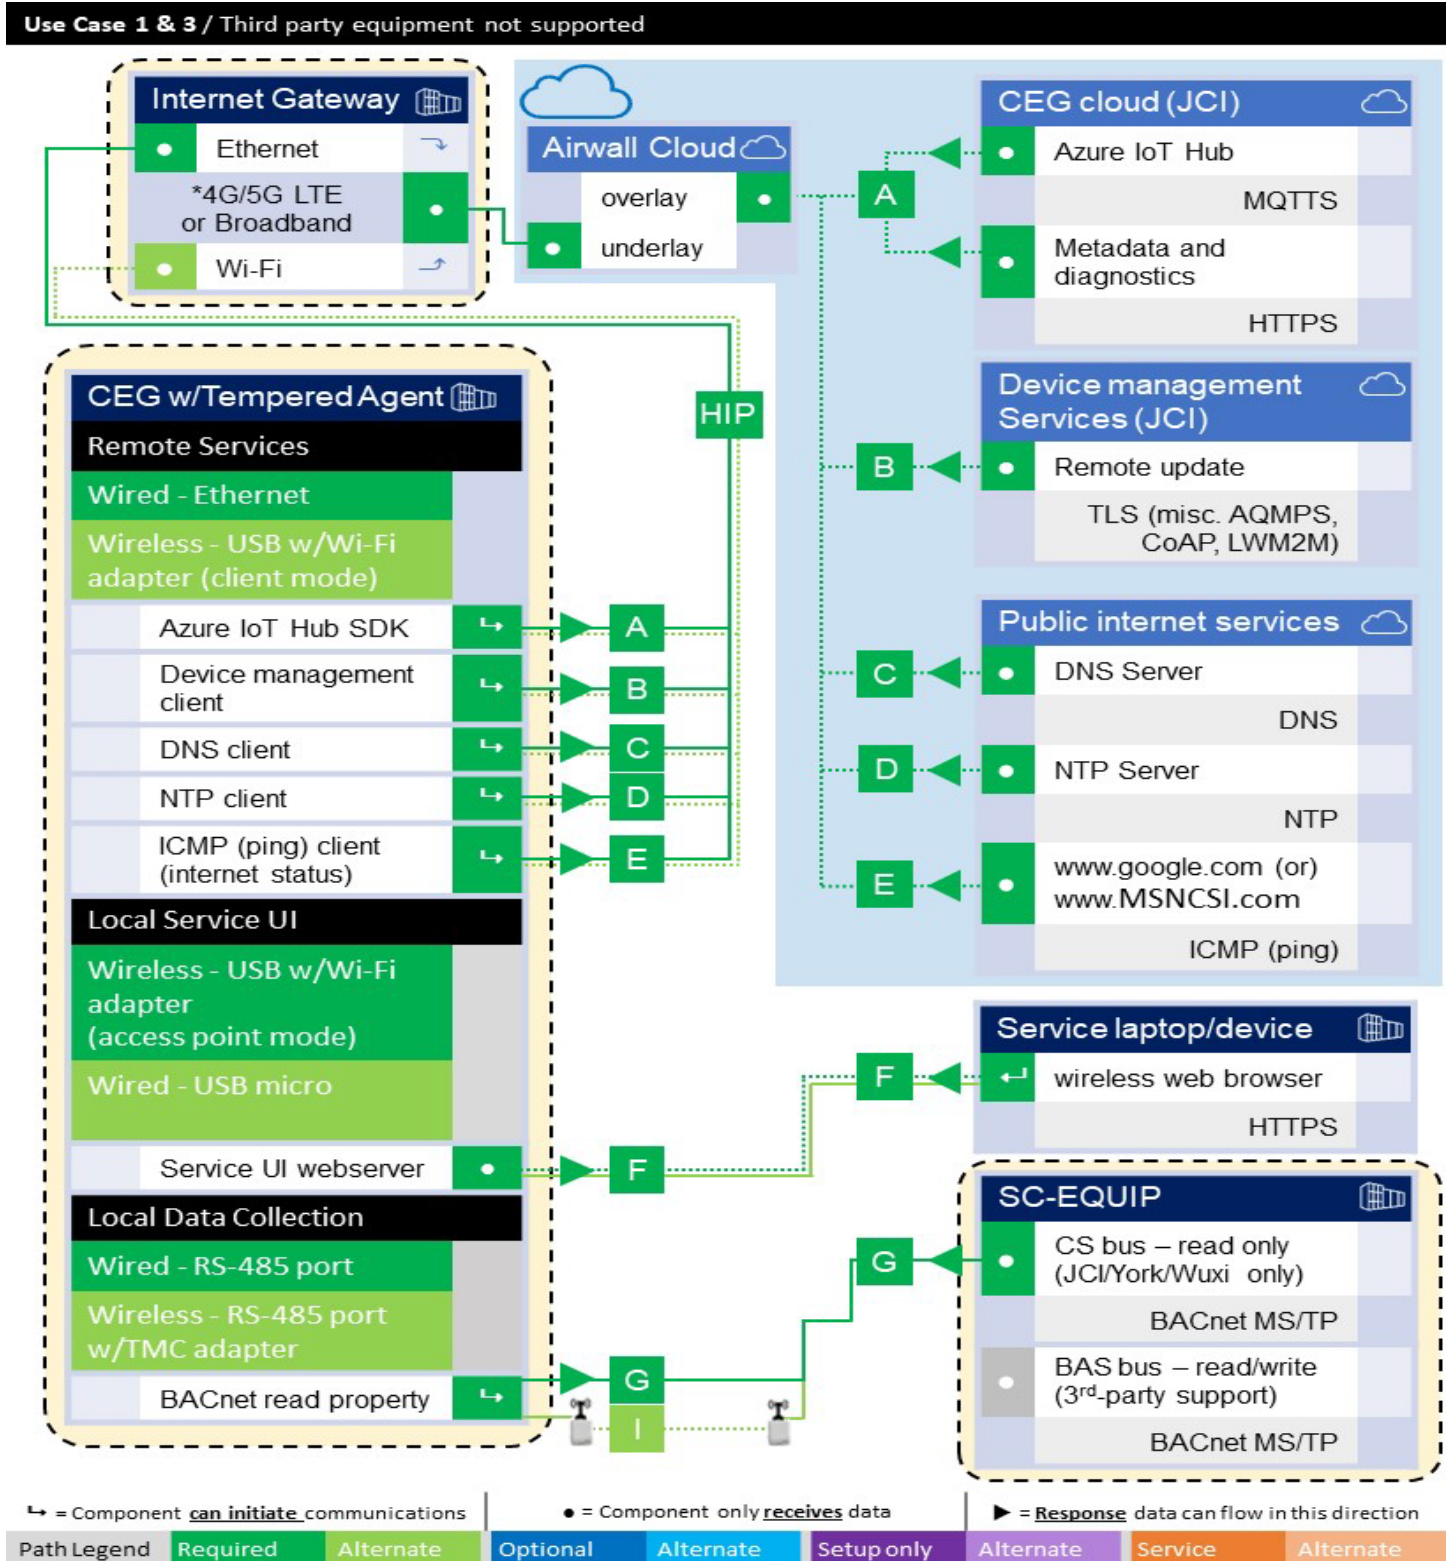 Use Case 1 & 3 / Third party equipment not supported
Internet Gateway
Ethernet
*4G/5G LTE
or Broadband
Wi-Fi
Airwall Cloud
overlay
underlay
A
CEG cloud (JCI)
Azure IoT Hub
MQTTS
Metadata and
diagnostics
HTTPS
Device management
Services (JCI)
B
Remote update
TLS (misc. AQMPS,
CoAP, LWM2M)
Public internet services
C
DNS Server
DNS
D
NTP Server
NTP
E
www.google.com (or)
www.MSNCSI.com
ICMP (ping)
HIP
CEG w/Tempered Agent
Remote Services
Wired - Ethernet
Wireless - USB w/Wi-Fi
adapter (client mode)
Azure IoT Hub SDK
A
Device management
client
B
DNS client
C
NTP client
D
ICMP (ping) client
(internet status)
E
Local Service UI
Wireless - USB w/Wi-Fi
adapter
(access point mode)
Wired - USB micro
Service UI webserver
F
Local Data Collection
Wired - RS-485 port
Wireless - RS-485 port
w/TMC adapter
BACnet read property
G
I
Service laptop/device
F
wireless web browser
HTTPS
SC-EQUIP
G
CS bus – read only
(JCI/York/Wuxi only)
BACnet MS/TP
BAS bus – read/write
(3rd-party support)
BACnet MS/TP
↳ = Component can initiate communications
● = Component only receives data
► = Response data can flow in this direction
Path Legend Required Alternate Optional Alternate Setup only Alternate Service Alternate